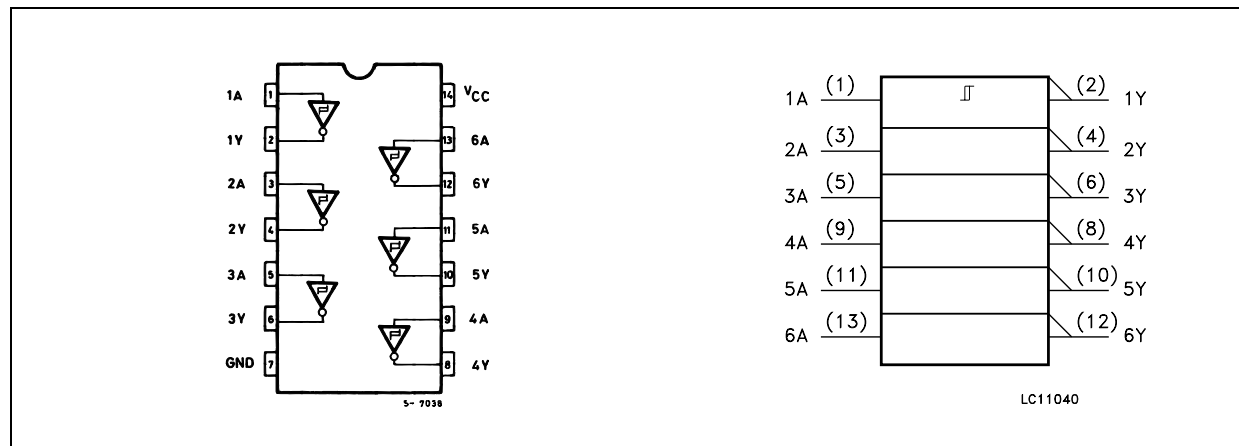 1A 1 14 VCC
1Y 2 13 6A
2A 3 12 6Y
2Y 4 11 5A
3A 5 10 5Y
3Y 6 9 4A
GND 7 8 4Y
S- 7038
1A (1) (2) 1Y
2A (3) (4) 2Y
3A (5) (6) 3Y
4A (9) (8) 4Y
5A (11) (10) 5Y
6A (13) (12) 6Y
LC11040